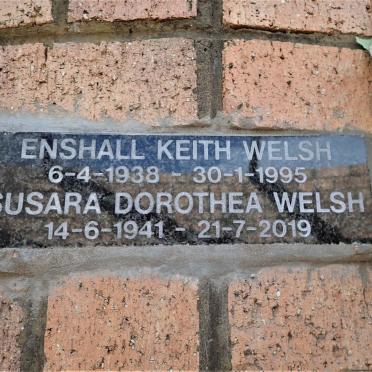 ENSHALL KEITH WELSH
6-4-1938 - 30-1-1995
SUSARA DOROTHEA WELSH
14-6-1941 - 21-7-2019